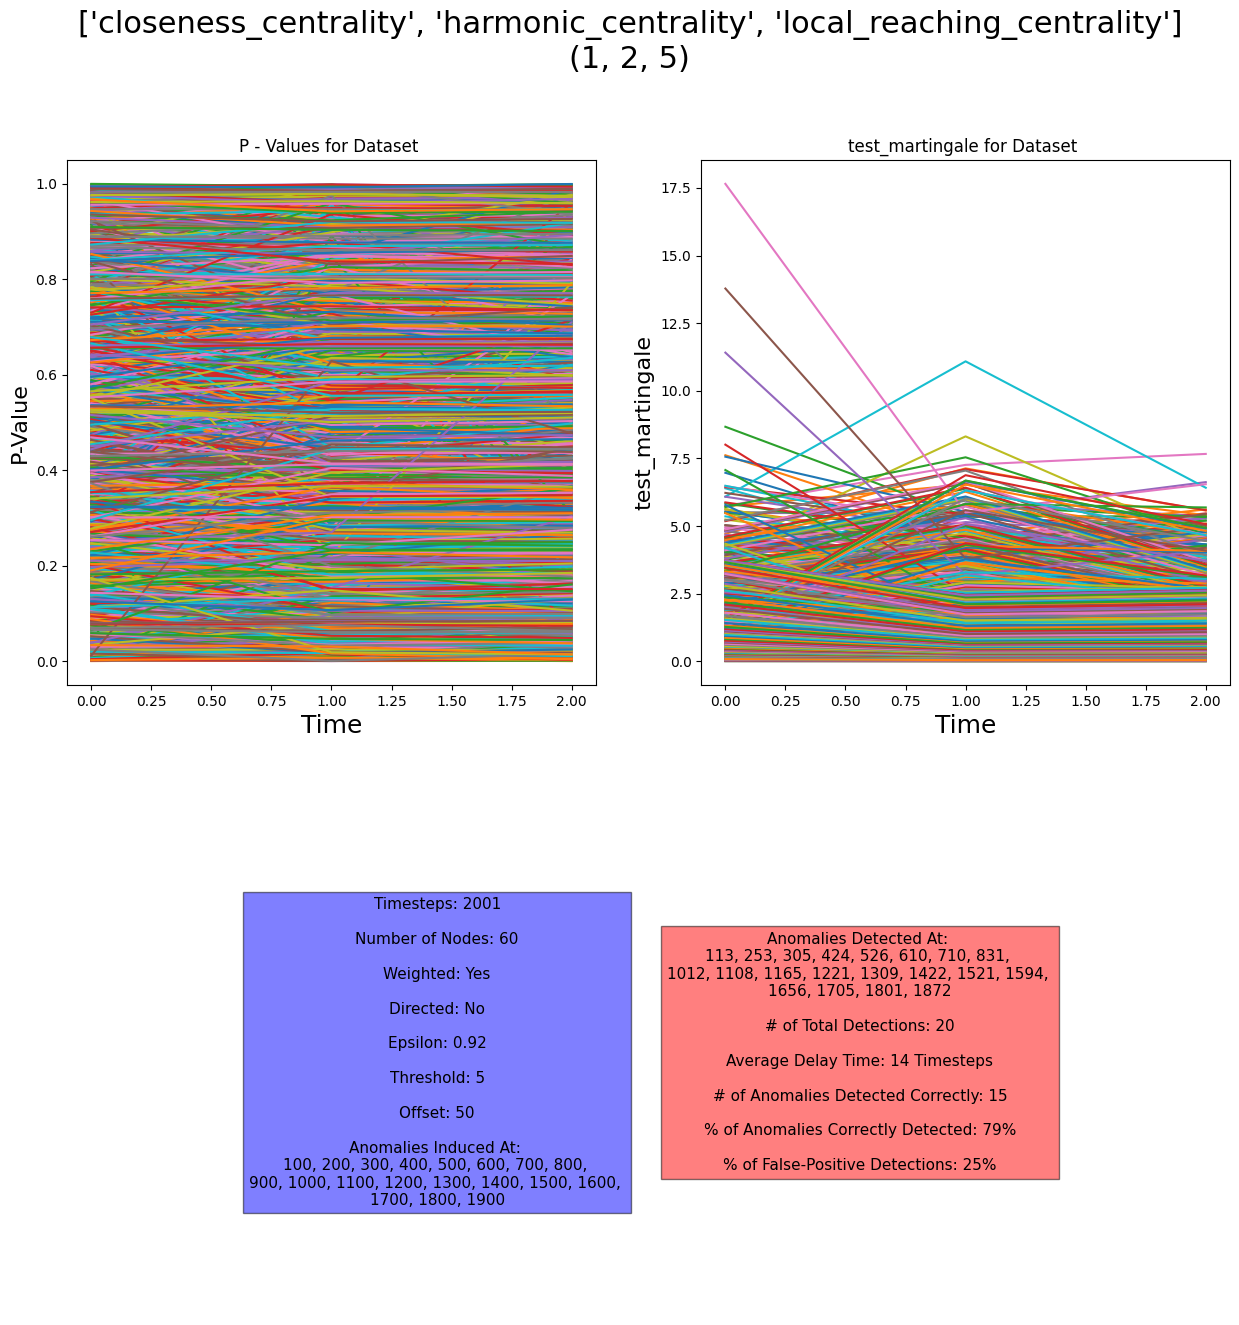 ['closeness_centrality', 'harmonic_centrality', 'local_reaching_centrality']
(1, 2, 5)
P - Values for Dataset
1.0
0.8
0.6
0.4
0.2
0.0
P-Value
0.00 0.25 0.50 0.75 1.00 1.25 1.50 1.75 2.00
Time
test_martingale for Dataset
17.5
15.0
12.5
10.0
7.5
5.0
2.5
0.0
test_martingale
0.00 0.25 0.50 0.75 1.00 1.25 1.50 1.75 2.00
Time
Timesteps: 2001
Number of Nodes: 60
Weighted: Yes
Directed: No
Epsilon: 0.92
Threshold: 5
Offset: 50
Anomalies Induced At:
100, 200, 300, 400, 500, 600, 700, 800,
900, 1000, 1100, 1200, 1300, 1400, 1500, 1600,
1700, 1800, 1900
Anomalies Detected At:
113, 253, 305, 424, 526, 610, 710, 831,
1012, 1108, 1165, 1221, 1309, 1422, 1521, 1594,
1656, 1705, 1801, 1872
# of Total Detections: 20
Average Delay Time: 14 Timesteps
# of Anomalies Detected Correctly: 15
% of Anomalies Correctly Detected: 79%
% of False-Positive Detections: 25%